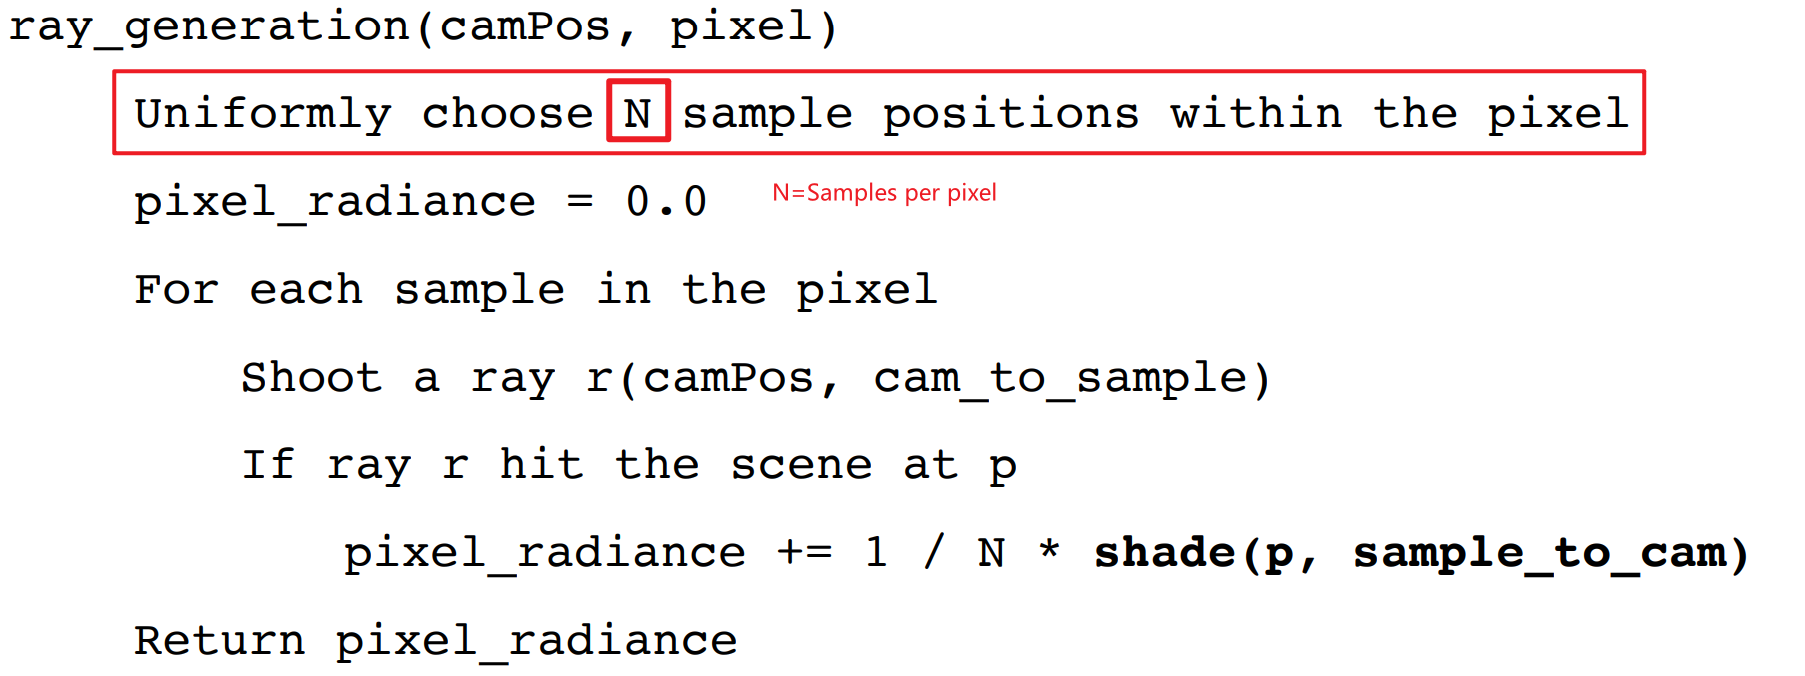 ray_generation(camPos, pixel)
Uniformly choose N sample positions within the pixel
pixel_radiance = 0.0
N=Samples per pixel
For each sample in the pixel
Shoot a ray r(camPos, cam_to_sample)
If ray r hit the scene at p
pixel_radiance += 1 / N * shade(p, sample_to_cam)
Return pixel_radiance